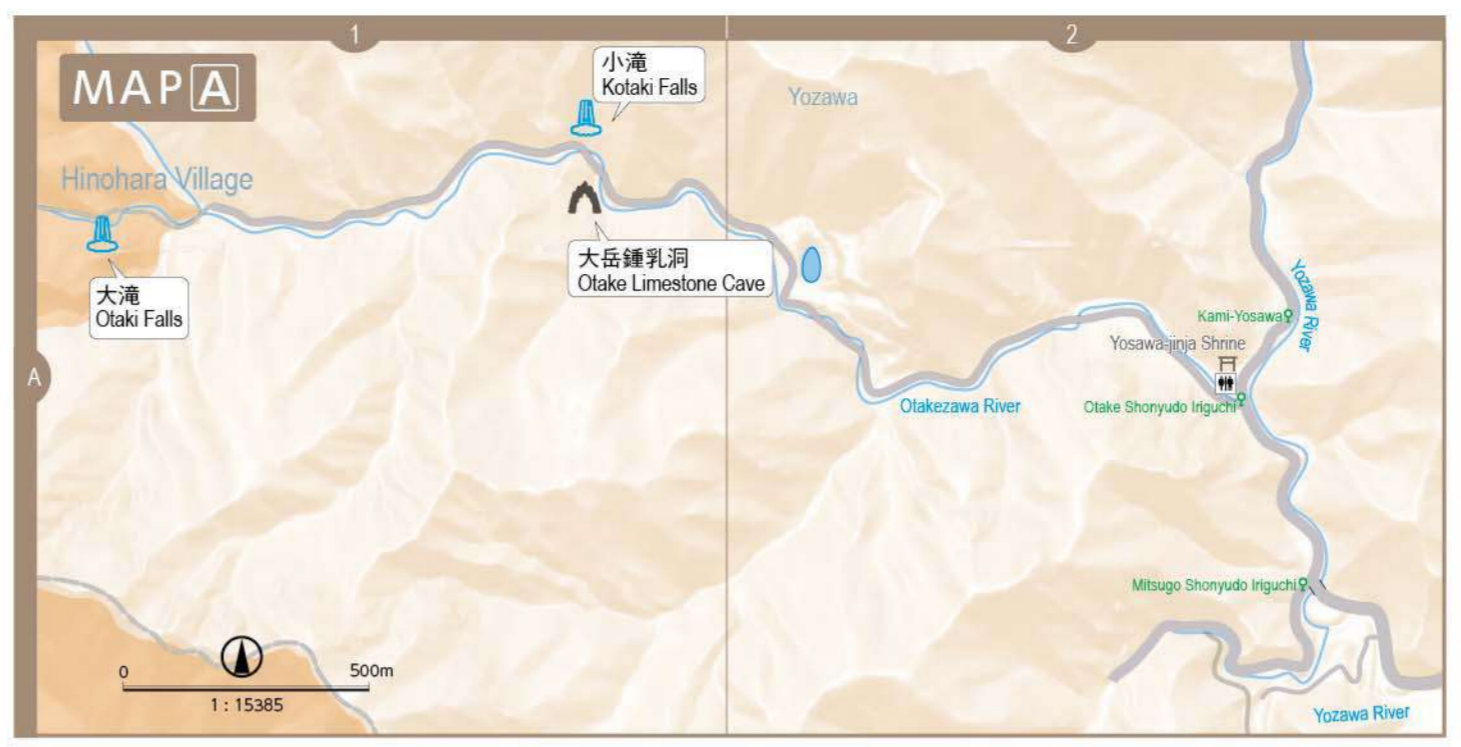 1
2
MAP A
小滝
Kotaki Falls
Yozawa
Hinohara Village
大岳鍾乳洞
Otake Limestone Cave
大滝
Otaki Falls
Yozawa River
Kami-Yosawa
Yosawa-jinja Shrine
A
Otakezawa River
Otake Shonyudo Iriguchi
Mitsugo Shonyudo Iriguchi
0
500m
1 : 15385
Yozawa River